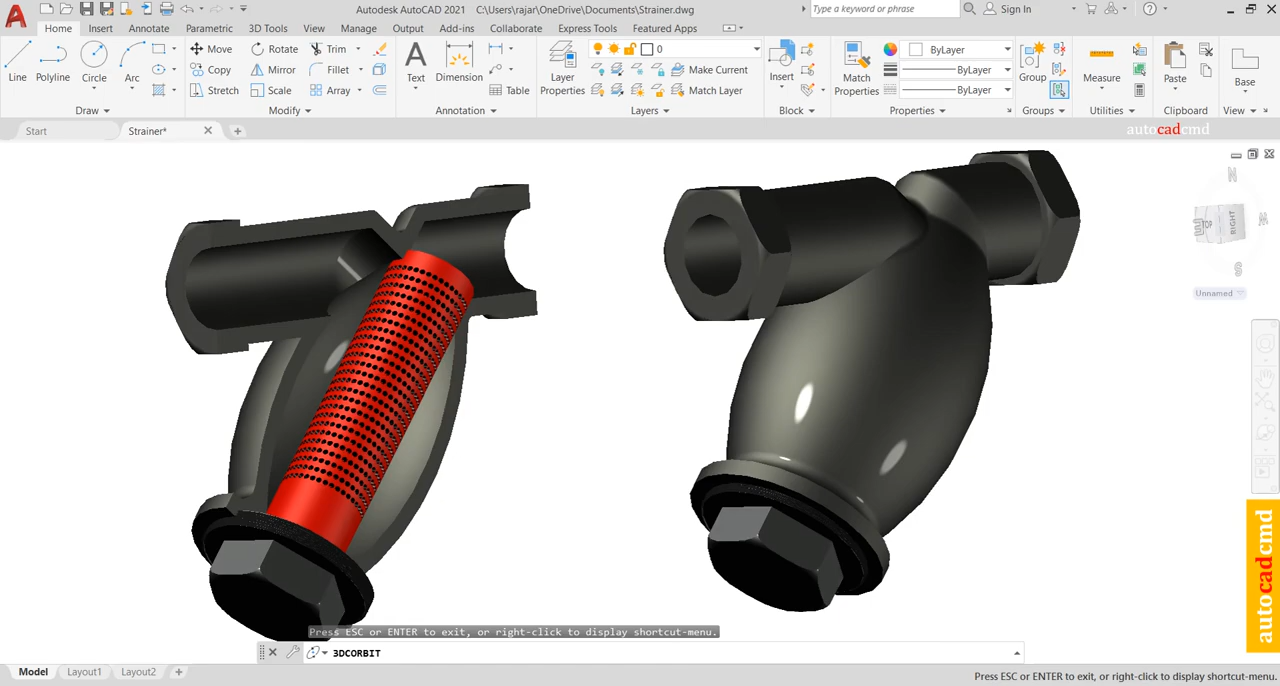 Autodesk AutoCAD 2021 C:\Users\rajar\OneDrive\Documents\Strainer.dwg
Type a keyword or phrase
Sign In
Home Insert Annotate Parametric 3D Tools View Manage Output Add-ins Collaborate Express Tools Featured Apps
Line
Polyline
Circle
Arc
Move
Rotate
Trim
Copy
Mirror
Fillet
Stretch
Scale
Array
Text
Dimension
Table
Layer
Properties
0
Make Current
Match Layer
Insert
Match
Properties
ByLayer
ByLayer
ByLayer
Group
Measure
Paste
Base
Draw Modify Annotation Layers Block Properties Groups Utilities Clipboard View
Start
Strainer*
autocadcmd
N
W
E
TOP
RIGHT
S
Unnamed
autocadcmd
Press ESC or ENTER to exit, or right-click to display shortcut-menu.
3DCORBIT
Model Layout1 Layout2 +
Press ESC or ENTER to exit, or right-click to display shortcut-menu.